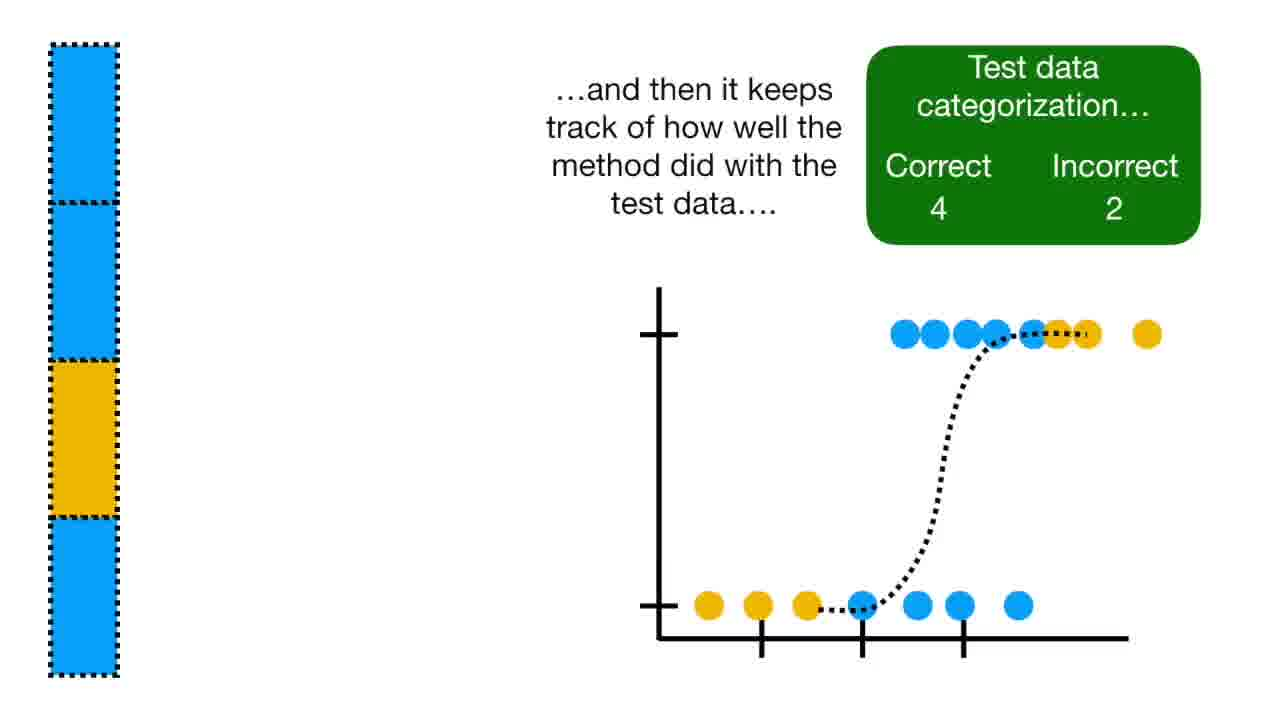 …and then it keeps
track of how well the
method did with the
test data….
Test data
categorization…
Correct Incorrect
4 2